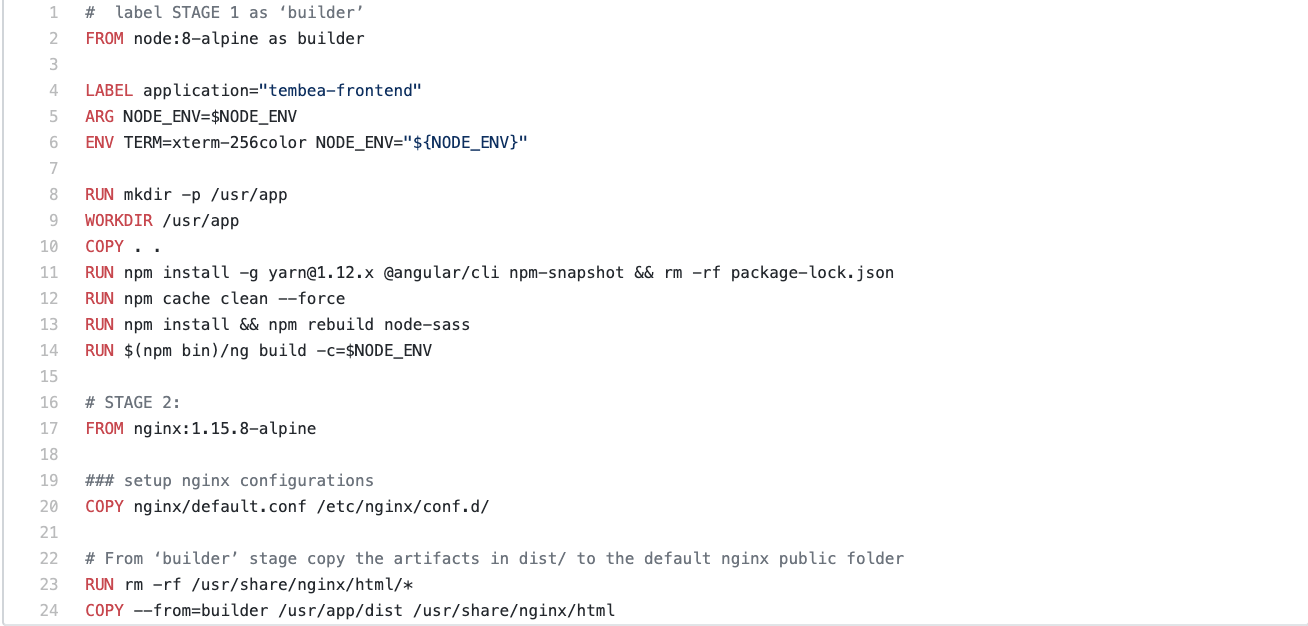 1 #  label STAGE 1 as ‘builder’
2 FROM node:8-alpine as builder
3
4 LABEL application="tembea-frontend"
5 ARG NODE_ENV=$NODE_ENV
6 ENV TERM=xterm-256color NODE_ENV="${NODE_ENV}"
7
8 RUN mkdir -p /usr/app
9 WORKDIR /usr/app
10 COPY . .
11 RUN npm install -g yarn@1.12.x @angular/cli npm-snapshot && rm -rf package-lock.json
12 RUN npm cache clean --force
13 RUN npm install && npm rebuild node-sass
14 RUN $(npm bin)/ng build -c=$NODE_ENV
15
16 # STAGE 2:
17 FROM nginx:1.15.8-alpine
18
19 ### setup nginx configurations
20 COPY nginx/default.conf /etc/nginx/conf.d/
21
22 # From ‘builder’ stage copy the artifacts in dist/ to the default nginx public folder
23 RUN rm -rf /usr/share/nginx/html/*
24 COPY --from=builder /usr/app/dist /usr/share/nginx/html